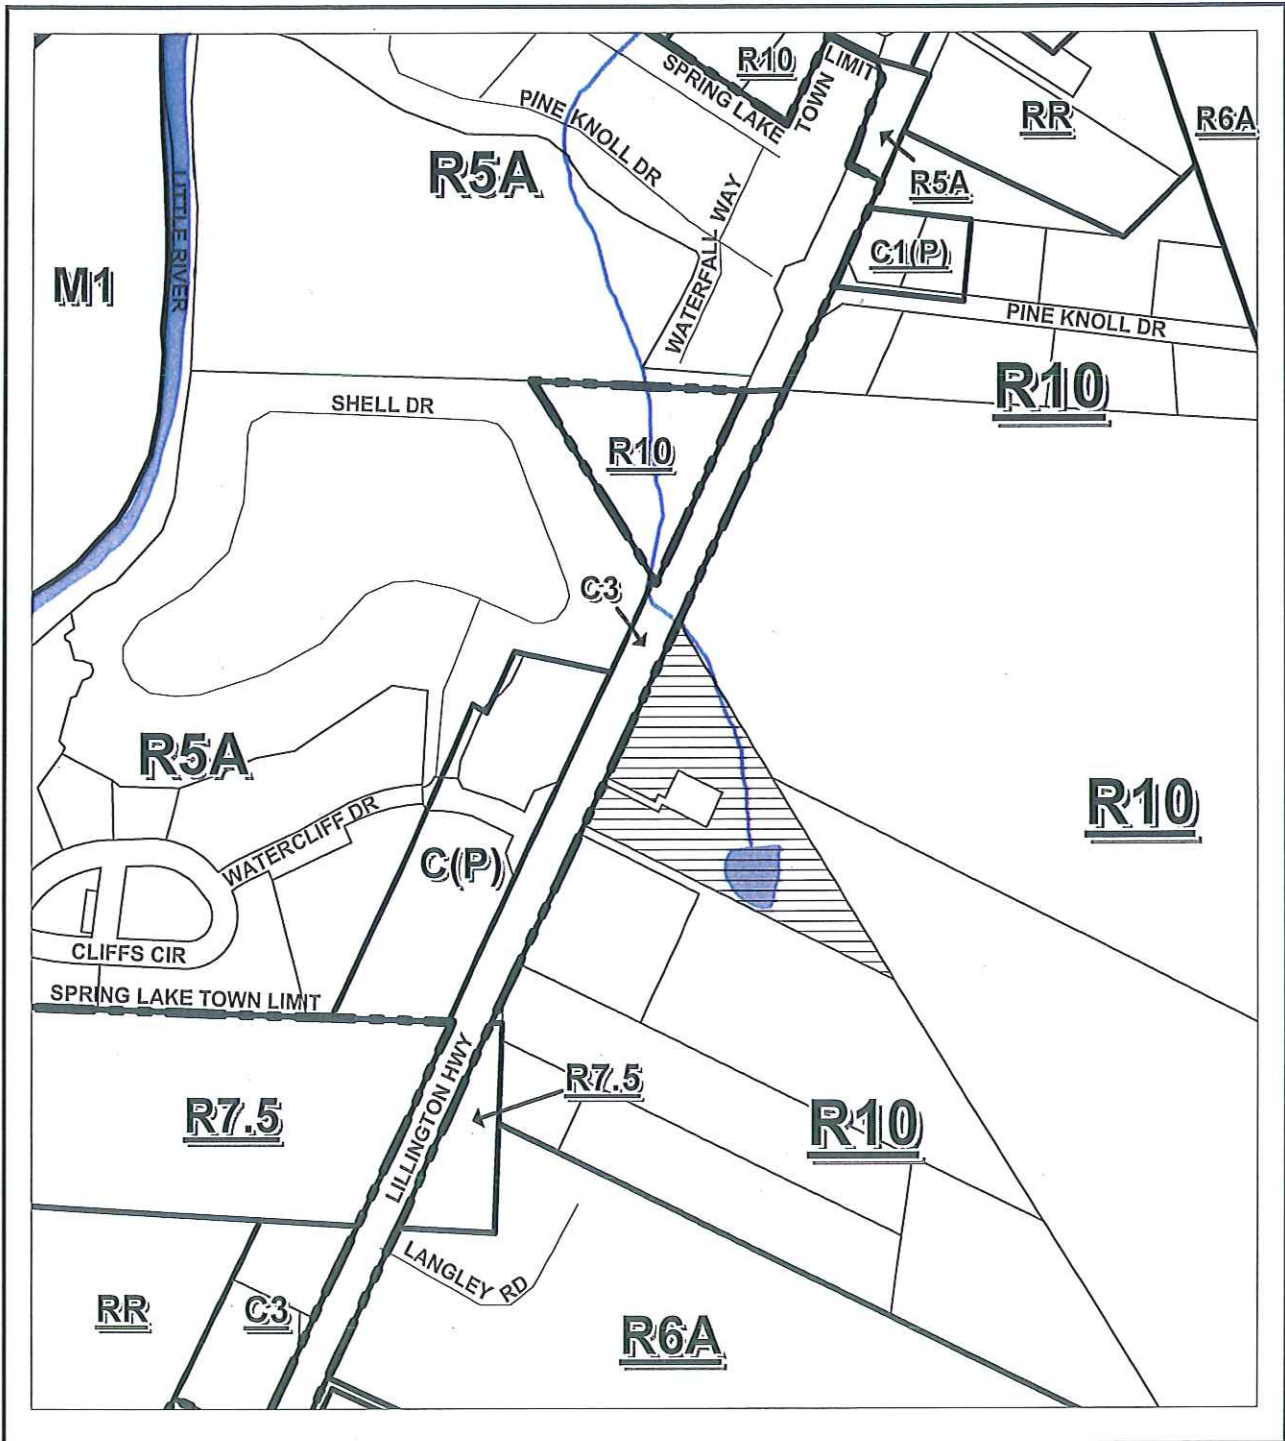 R10
LIMIT
SPRING LAKE
TOWN
RR
R6A
PINE KNOLL DR
R5A
R5A
LITTLE RIVER
WATERFALL WAY
C1(P)
M1
PINE KNOLL DR
R10
SHELL DR
R10
C3
R5A
R10
WATERCLIFF DR
C(P)
CLIFFS CIR
SPRING LAKE TOWN LIMIT
LILLINGTON HWY
R7.5
R7.5
R10
LANGLEY RD
RR
C3
R6A